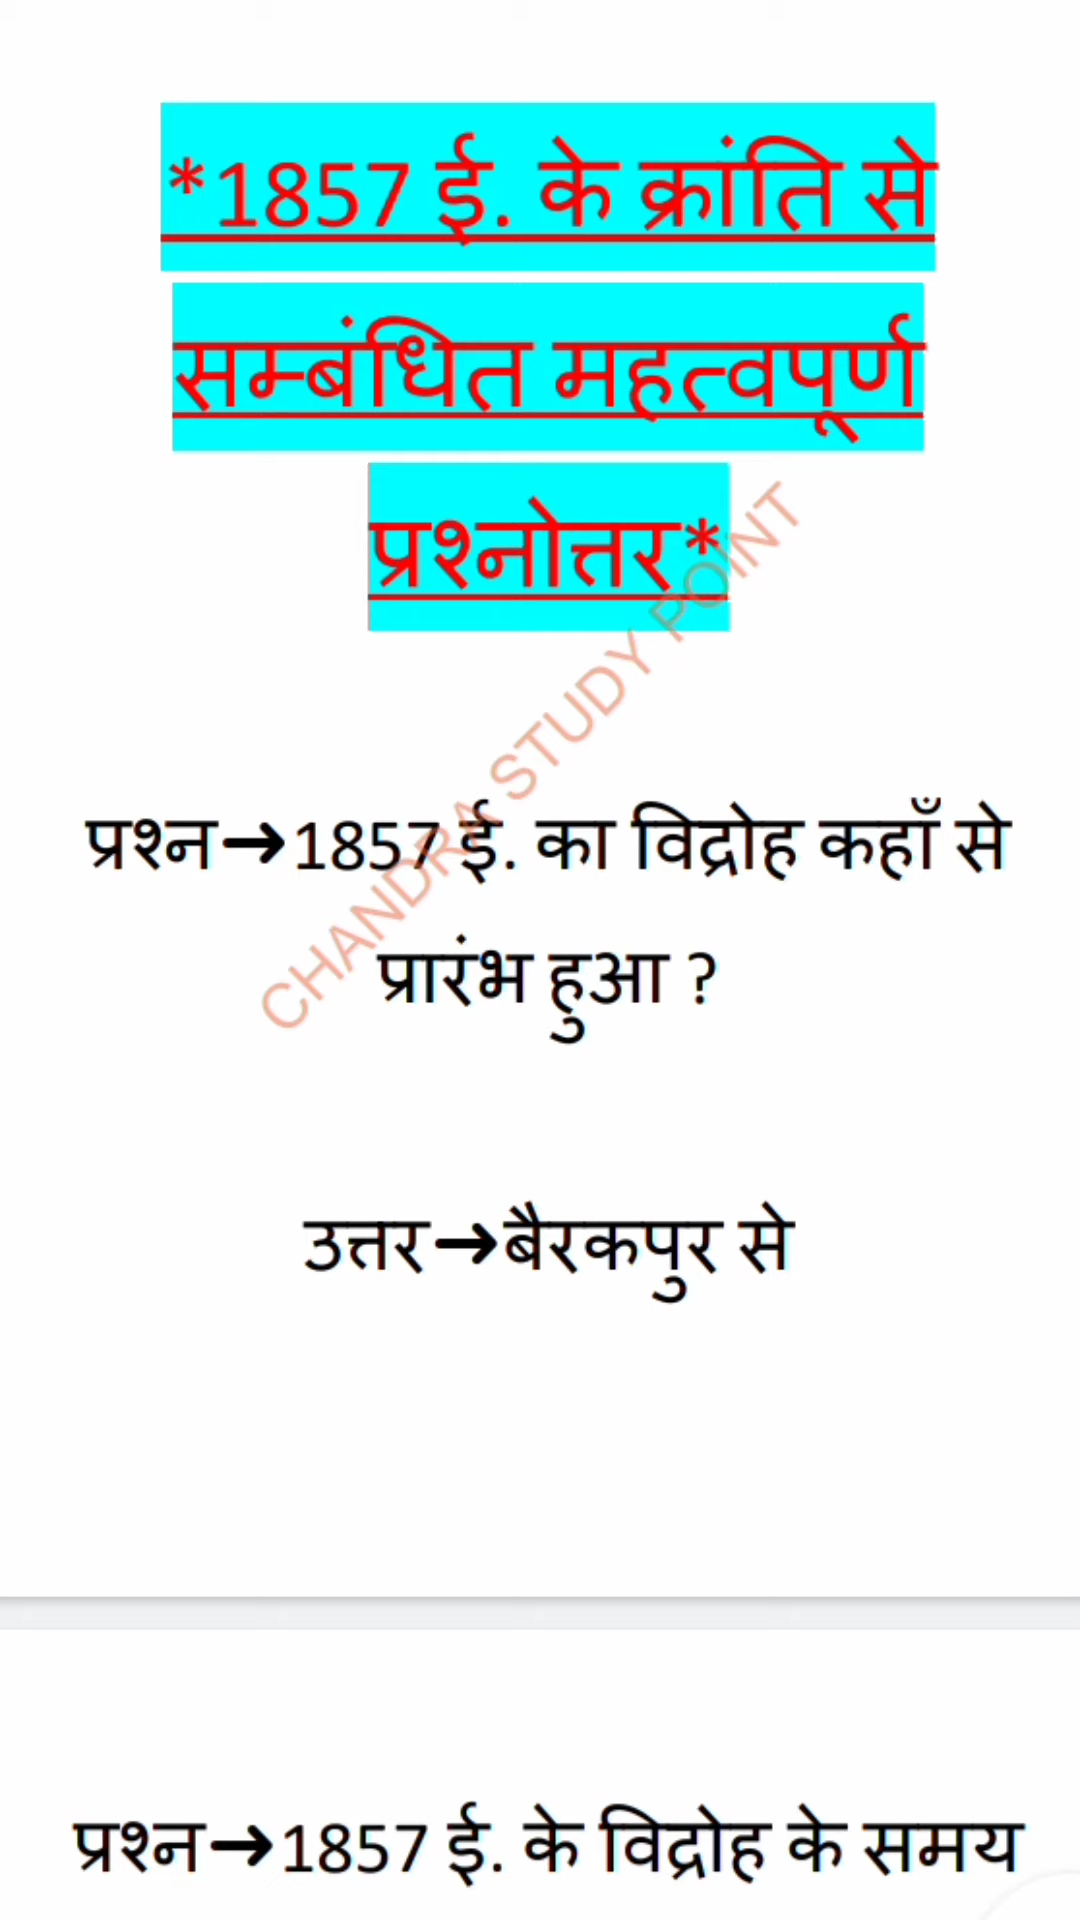 *1857 ई. के क्रांति से
सम्बंधित महत्वपूर्ण
प्रश्नोत्तर*
CHANDRA STUDY POINT
प्रश्न→1857 ई. का विद्रोह कहाँ से
प्रारंभ हुआ ?
उत्तर→बैरकपुर से
प्रश्न→1857 ई. के विद्रोह के समय